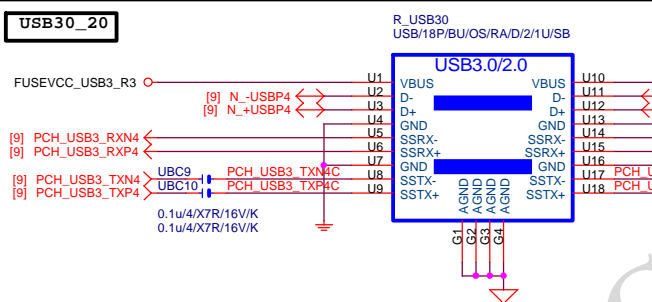 USB30_20
R_USB30
USB/18P/BU/OS/RA/D/2/1U/SB
USB3.0/2.0
FUSEVCC_USB3_R3 U1 VBUS VBUS U10
[9] N_-USBP4 U2 D- D- U11
[9] N_+USBP4 U3 D+ D+ U12
U4 GND GND U13
[9] PCH_USB3_RXN4 U5 SSRX- SSRX- U14
[9] PCH_USB3_RXP4 U6 SSRX+ SSRX+ U15
U7 GND GND U16
[9] PCH_USB3_TXN4 UBC9 PCH_USB3_TXN4C U8 SSTX- SSTX- U17 PCH_U
[9] PCH_USB3_TXP4 UBC10 PCH_USB3_TXP4C U9 SSTX+ SSTX+ U18 PCH_U
0.1u/4/X7R/16V/K
0.1u/4/X7R/16V/K
AGND AGND AGND AGND
G1 G2 G3 G4